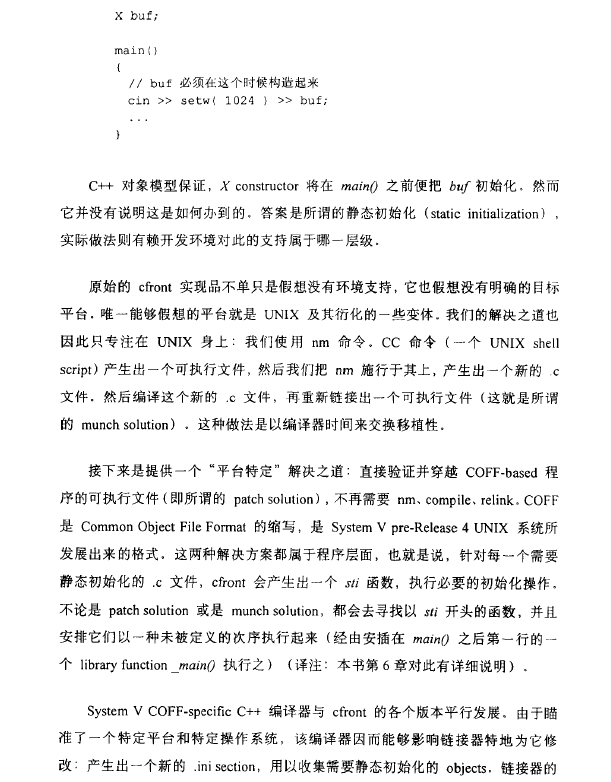 X buf;
main()
{
// buf 必须在这个时候构造起来
cin >> setw( 1024 ) >> buf;
...
}
C++ 对象模型保证，X constructor 将在 main() 之前便把 buf 初始化。然而
它并没有说明这是如何办到的。答案是所谓的静态初始化（static initialization），
实际做法则有赖开发环境对此的支持属于哪一层级。
原始的 cfront 实现品不单只是假想没有环境支持，它也假想没有明确的目标
平台。唯一能够假想的平台就是 UNIX 及其衍化的一些变体。我们的解决之道也
因此只专注在 UNIX 身上：我们使用 nm 命令。CC 命令（一个 UNIX shell
script）产生出一个可执行文件，然后我们把 nm 施行于其上，产生出一个新的 .c
文件。然后编译这个新的 .c 文件，再重新链接出一个可执行文件（这就是所谓
的 munch solution）。这种做法是以编译器时间来交换移植性。
接下来是提供一个“平台特定”解决之道：直接验证并穿越 COFF-based 程
序的可执行文件（即所谓的 patch solution），不再需要 nm、compile、relink。COFF
是 Common Object File Format 的缩写，是 System V pre-Release 4 UNIX 系统所
发展出来的格式。这两种解决方案都属于程序层面，也就是说，针对每一个需要
静态初始化的 .c 文件，cfront 会产生出一个 sti 函数，执行必要的初始化操作。
不论是 patch solution 或是 munch solution，都会去寻找以 sti 开头的函数，并且
安排它们以一种未被定义的次序执行起来（经由安插在 main() 之后第一行的一
个 library function _main() 执行之）（译注：本书第 6 章对此有详细说明）。
System V COFF-specific C++ 编译器与 cfront 的各个版本平行发展。由于瞄
准了一个特定平台和特定操作系统，该编译器因而能够影响链接器特地为它修
改：产生出一个新的 .ini section，用以收集需要静态初始化的 objects。链接器的